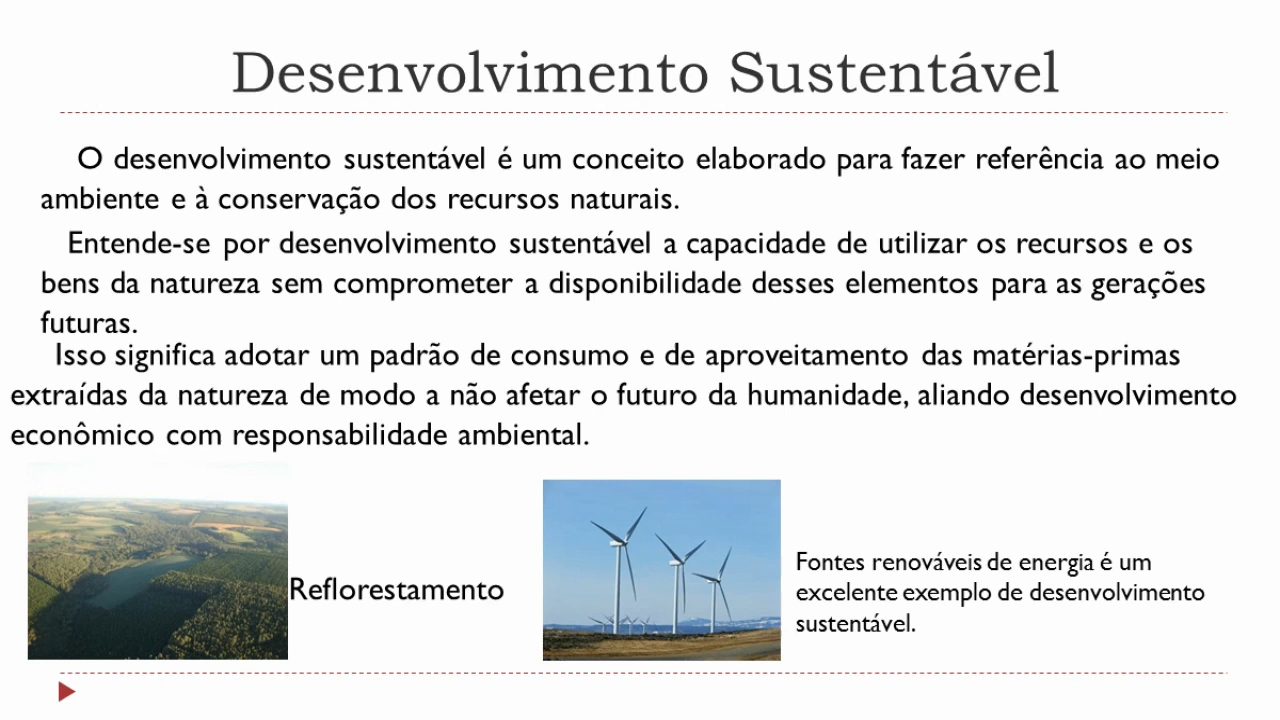 Desenvolvimento Sustentável
O desenvolvimento sustentável é um conceito elaborado para fazer referência ao meio
ambiente e à conservação dos recursos naturais.
Entende-se por desenvolvimento sustentável a capacidade de utilizar os recursos e os
bens da natureza sem comprometer a disponibilidade desses elementos para as gerações
futuras.
Isso significa adotar um padrão de consumo e de aproveitamento das matérias-primas
extraídas da natureza de modo a não afetar o futuro da humanidade, aliando desenvolvimento
econômico com responsabilidade ambiental.
Reflorestamento
Fontes renováveis de energia é um
excelente exemplo de desenvolvimento
sustentável.